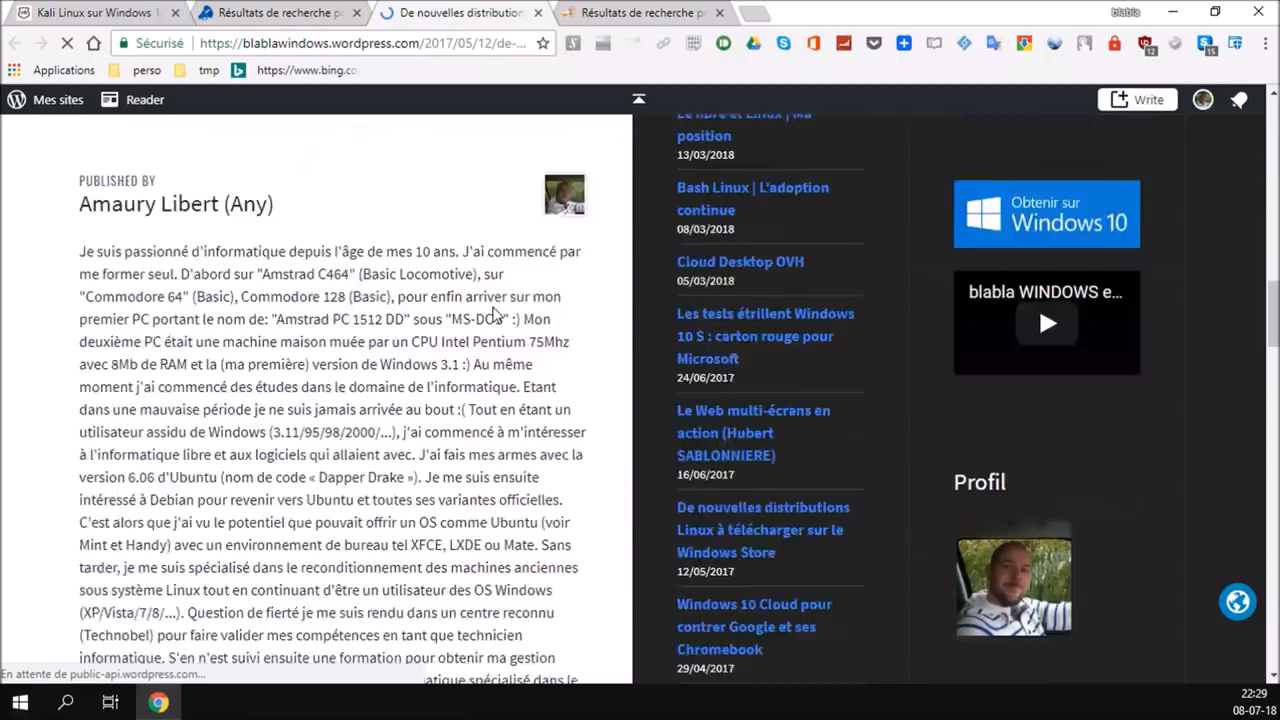 Kali Linux sur Windows 1
Résultats de recherche p
De nouvelles distribution
Résultats de recherche p
blabla
Sécurisé
https://blablawindows.wordpress.com/2017/05/12/de-...
12
15
Applications
perso
tmp
https://www.bing.co
Mes sites
Reader
Write
PUBLISHED BY
Amaury Libert (Any)
Je suis passionné d'informatique depuis l'âge de mes 10 ans. J'ai commencé par
me former seul. D'abord sur "Amstrad C464" (Basic Locomotive), sur
"Commodore 64" (Basic), Commodore 128 (Basic), pour enfin arriver sur mon
premier PC portant le nom de: "Amstrad PC 1512 DD" sous "MS-DOS" :) Mon
deuxième PC était une machine maison muée par un CPU Intel Pentium 75Mhz
avec 8Mb de RAM et la (ma première) version de Windows 3.1 :) Au même
moment j'ai commencé des études dans le domaine de l'informatique. Etant
dans une mauvaise période je ne suis jamais arrivée au bout :( Tout en étant un
utilisateur assidu de Windows (3.11/95/98/2000/...), j'ai commencé à m'intéresser
à l'informatique libre et aux logiciels qui allaient avec. J'ai fais mes armes avec la
version 6.06 d'Ubuntu (nom de code « Dapper Drake »). Je me suis ensuite
intéressé à Debian pour revenir vers Ubuntu et toutes ses variantes officielles.
C'est alors que j'ai vu le potentiel que pouvait offrir un OS comme Ubuntu (voir
Mint et Handy) avec un environnement de bureau tel XFCE, LXDE ou Mate. Sans
tarder, je me suis spécialisé dans le reconditionnement des machines anciennes
sous système Linux tout en continuant d'être un utilisateur des OS Windows
(XP/Vista/7/8/...). Question de fierté je me suis rendu dans un centre reconnu
(Technobel) pour faire valider mes compétences en tant que technicien
informatique. S'en n'est suivi ensuite une formation pour obtenir ma gestion
atique spécialisé dans le
En attente de public-api.wordpress.com...
Le libre et Linux | Ma
position
13/03/2018
Bash Linux | L'adoption
continue
08/03/2018
Cloud Desktop OVH
05/03/2018
Les tests étrillent Windows
10 S : carton rouge pour
Microsoft
24/06/2017
Le Web multi-écrans en
action (Hubert
SABLONNIERE)
16/06/2017
De nouvelles distributions
Linux à télécharger sur le
Windows Store
12/05/2017
Windows 10 Cloud pour
contrer Google et ses
Chromebook
29/04/2017
Obtenir sur
Windows 10
blabla WINDOWS e...
Profil
22:29
08-07-18